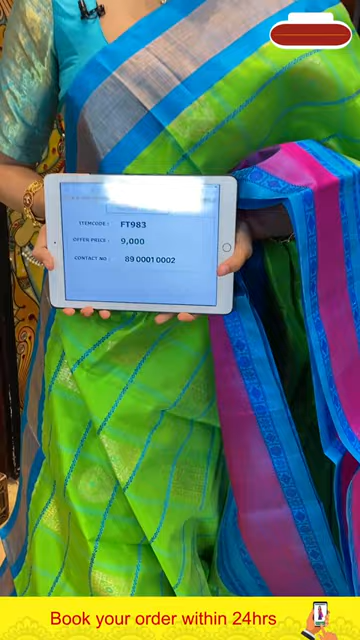 ITEMCODE : FT983
OFFER PRICE : 9,000
CONTACT NO : 89 0001 0002
Book your order within 24hrs